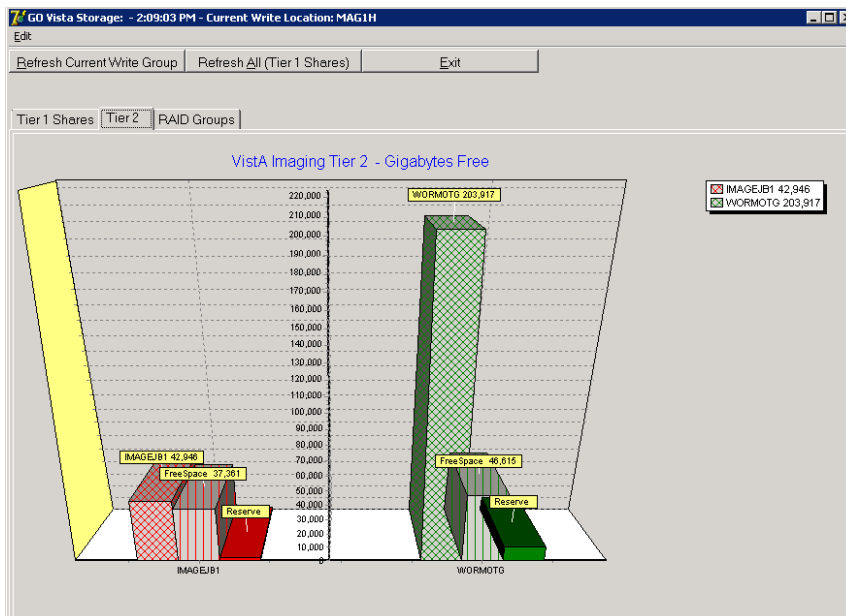 GO Vista Storage: - 2:09:03 PM - Current Write Location: MAG1H
Edit
Refresh Current Write Group
Refresh All (Tier 1 Shares)
Exit
Tier 1 Shares
Tier 2
RAID Groups
VistA Imaging Tier 2 - Gigabytes Free
IMAGEJB1 42,946
WORMOTG 203,917
220,000
210,000
200,000
190,000
180,000
170,000
160,000
150,000
140,000
130,000
120,000
110,000
100,000
90,000
80,000
70,000
60,000
50,000
40,000
30,000
20,000
10,000
0
WORMOTG 203,917
IMAGEJB1 42,946
FreeSpace 37,361
Reserve
FreeSpace 46,615
Reserve
IMAGEJB1
WORMOTG